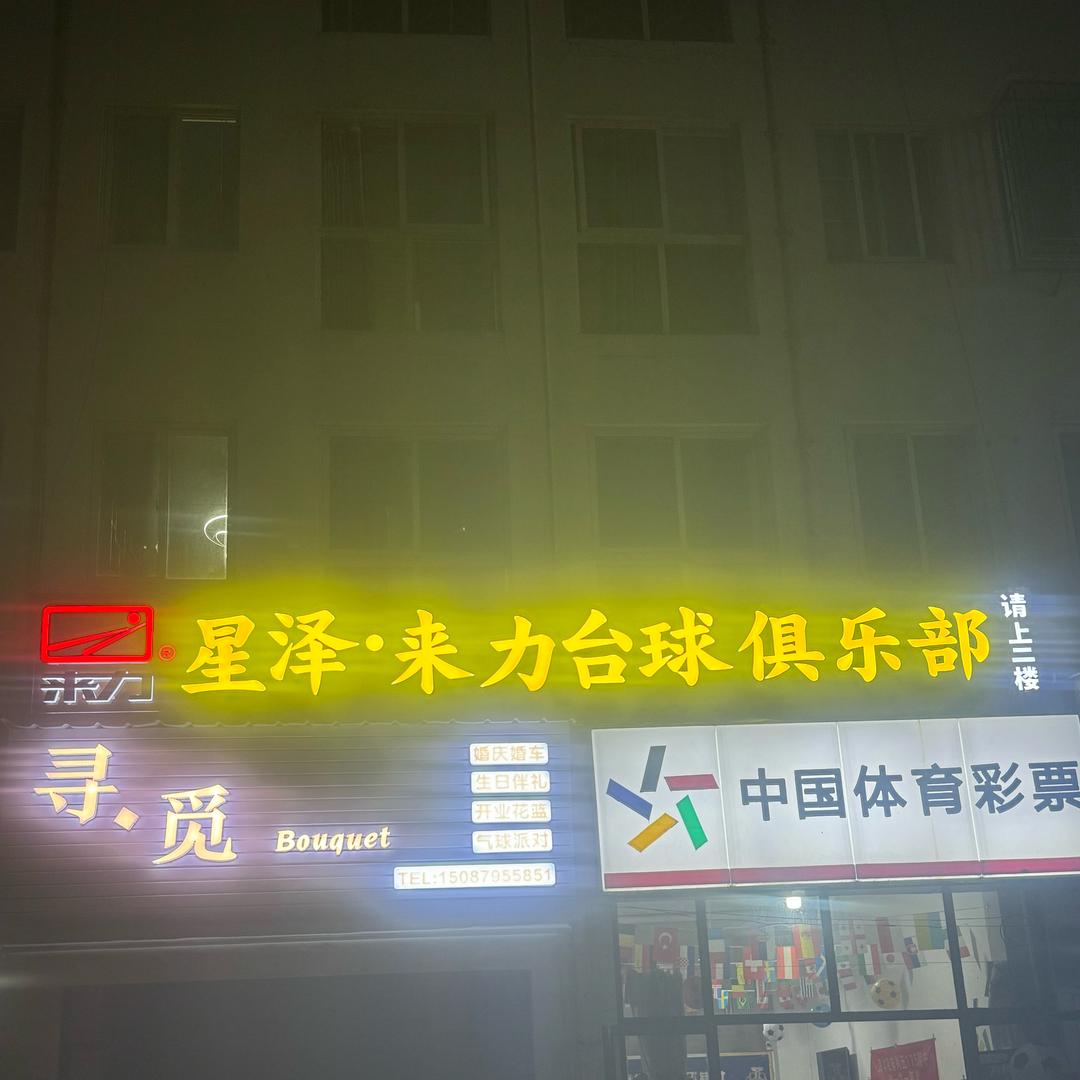 来力
星泽·来力台球俱乐部
请上二楼
寻·觅
Bouquet
婚庆婚车
生日伴礼
开业花篮
气球派对
TEL:15087955851
中国体育彩票